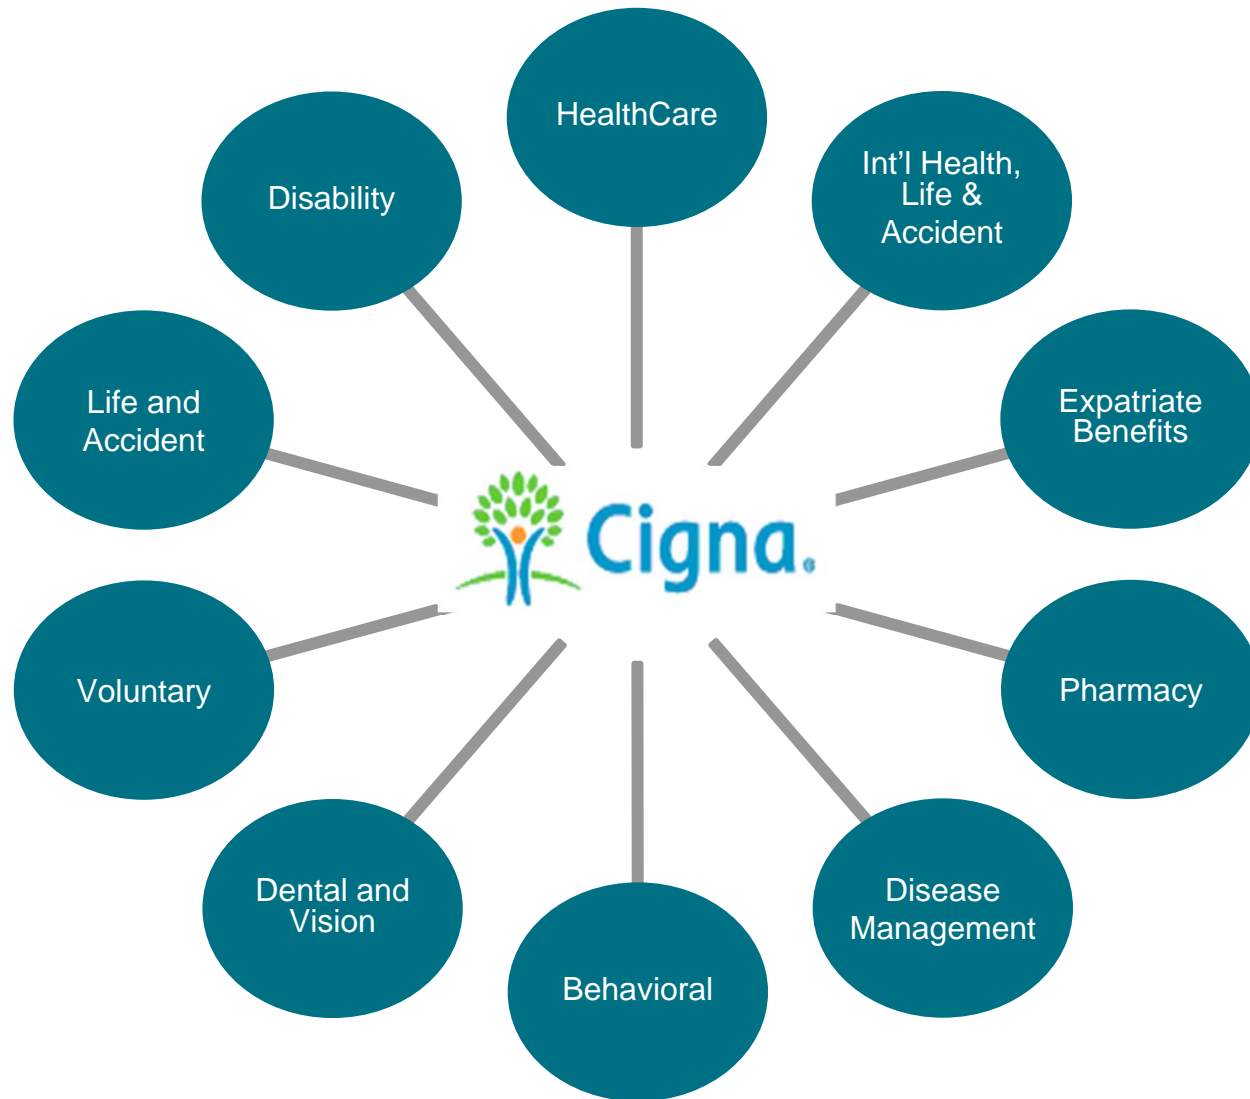 HealthCare
Int'l Health,
Life &
Accident
Expatriate
Benefits
Pharmacy
Disease
Management
Behavioral
Dental and
Vision
Voluntary
Life and
Accident
Disability
Cigna®